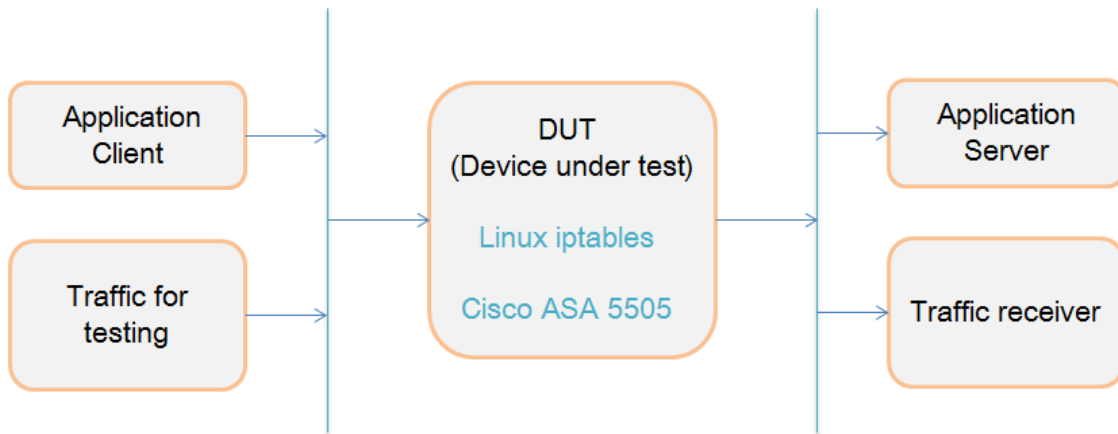 Application
Client
Traffic for
testing
DUT
(Device under test)
Linux iptables
Cisco ASA 5505
Application
Server
Traffic receiver